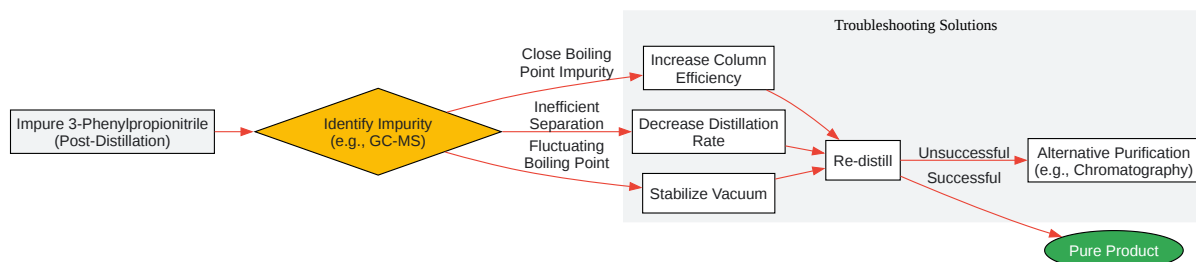 Troubleshooting Solutions
Impure 3-Phenylpropionitrile
(Post-Distillation)
Identify Impurity
(e.g., GC-MS)
Close Boiling
Point Impurity
Inefficient
Separation
Fluctuating
Boiling Point
Increase Column
Efficiency
Decrease Distillation
Rate
Stabilize Vacuum
Re-distill
Unsuccessful
Successful
Alternative Purification
(e.g., Chromatography)
Pure Product